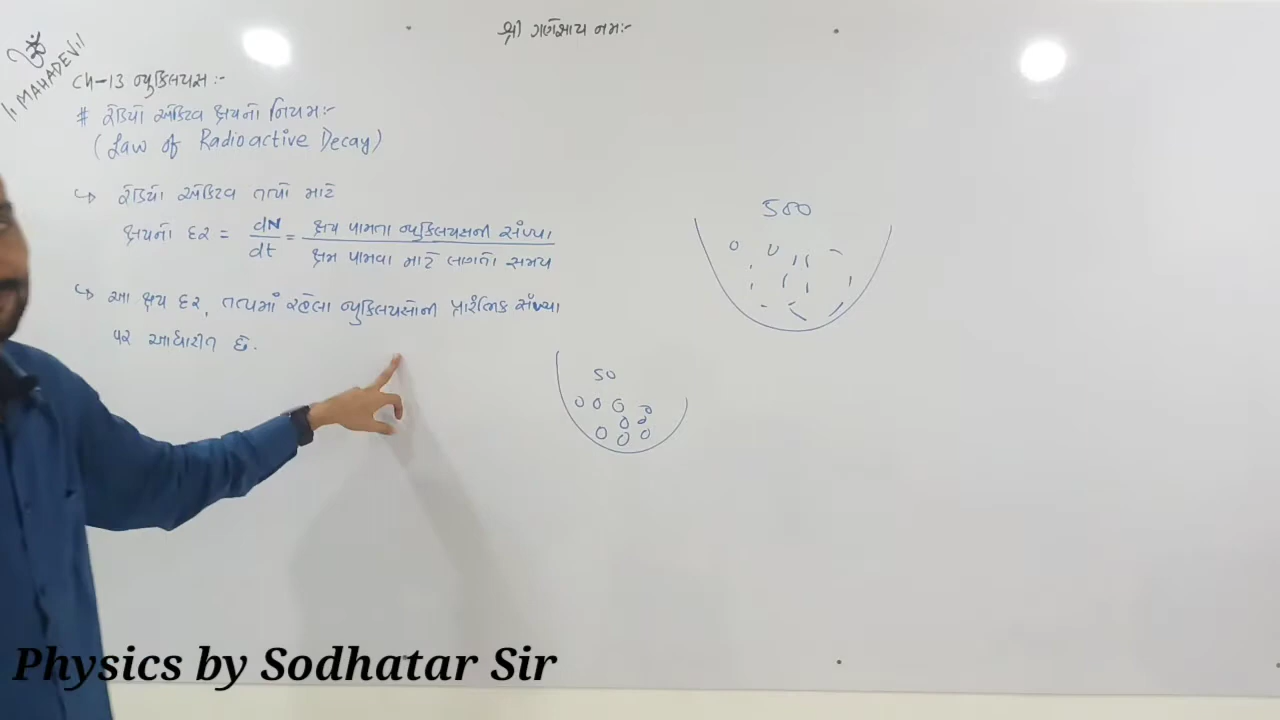 શ્રી ગણેશાય નમઃ-
ૐ
।। MAHADEV ।।
Ch-13 ન્યુક્લિયસ :-
# રેડિયો એક્ટિવ ક્ષયનો નિયમ:-
(Law of Radioactive Decay)
↪ રેડિયો એક્ટિવ તત્વો માટે
ક્ષયનો દર = dN/dt = ક્ષય પામતા ન્યુક્લિયસની સંખ્યા / ક્ષય પામવા માટે લાગતો સમય
↪ આ ક્ષય દર, તત્વમાં રહેલા ન્યુક્લિયસોની પ્રારંભિક સંખ્યા
પર આધારીત છે.
500
50
Physics by Sodhatar Sir